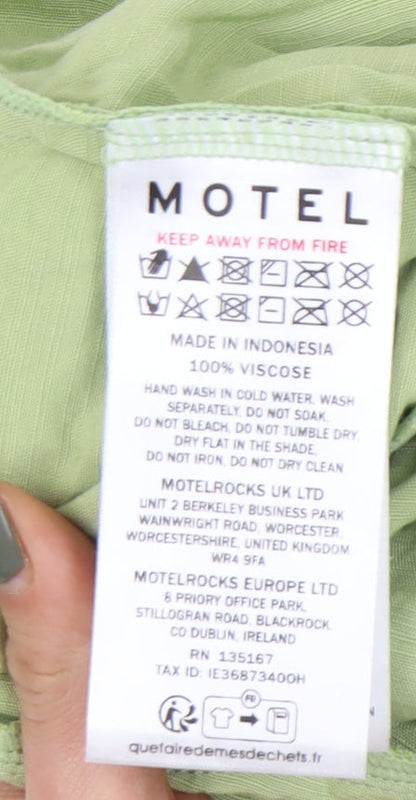 MOTEL
KEEP AWAY FROM FIRE
MADE IN INDONESIA
100% VISCOSE
HAND WASH IN COLD WATER, WASH
SEPARATELY, DO NOT SOAK,
DO NOT BLEACH, DO NOT TUMBLE DRY,
DRY FLAT IN THE SHADE,
DO NOT IRON, DO NOT DRY CLEAN
MOTELROCKS UK LTD
UNIT 2 BERKELEY BUSINESS PARK
WAINWRIGHT ROAD, WORCESTER,
WORCESTERSHIRE, UNITED KINGDOM
WR4 9FA
MOTELROCKS EUROPE LTD
8 PRIORY OFFICE PARK,
STILLOGRAN ROAD, BLACKROCK,
CO DUBLIN, IRELAND
RN 135167
TAX ID: IE3687340OH
FR
quefairedemesdechets.fr
N